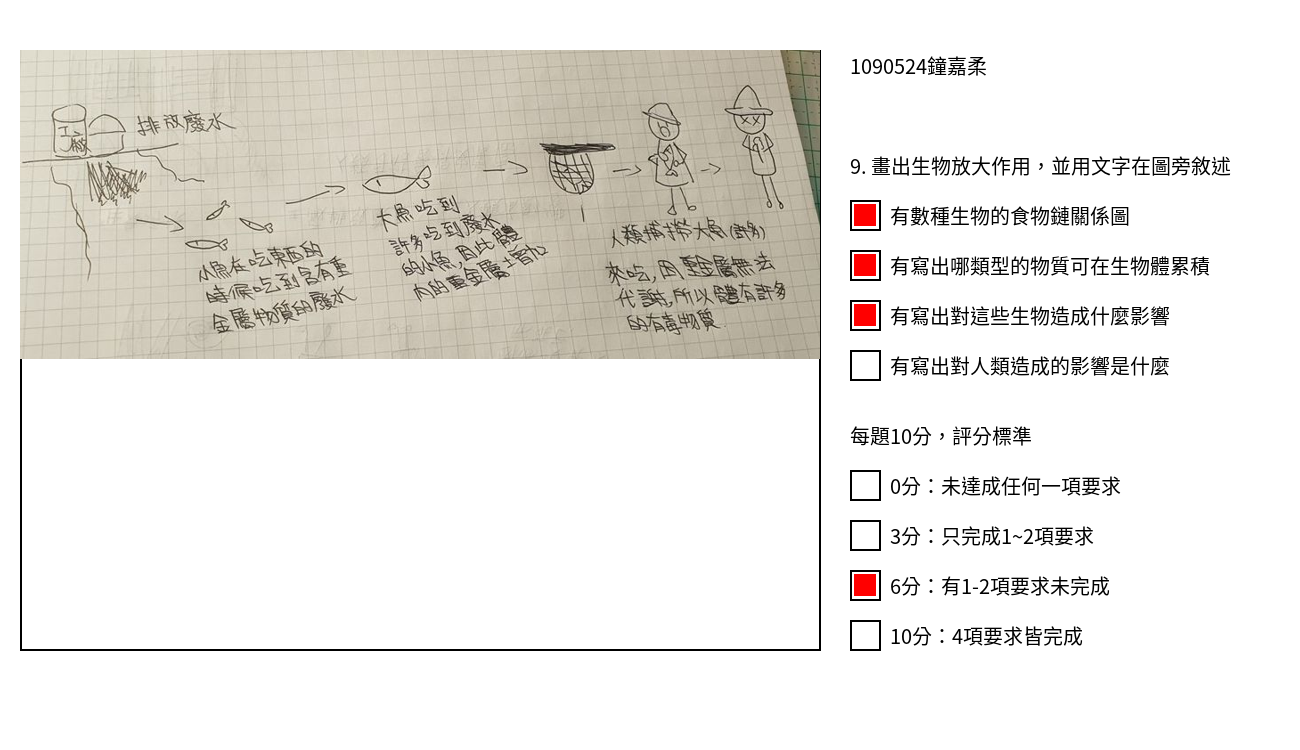 工
廠
排放廢水
小魚在吃東西的
時候吃到含有重
金屬物質的廢水
大魚吃到
許多吃到廢水
的小魚,因此體
內的重金屬土曾加
人類捕撈大魚(許多)
來吃,因重金屬無法
代謝,所以體有許多
的有毒物質
1090524鐘嘉柔
9. 畫出生物放大作用，並用文字在圖旁敘述
有數種生物的食物鏈關係圖
有寫出哪類型的物質可在生物體累積
有寫出對這些生物造成什麼影響
有寫出對人類造成的影響是什麼
每題10分，評分標準
0分：未達成任何一項要求
3分：只完成1~2項要求
6分：有1-2項要求未完成
10分：4項要求皆完成